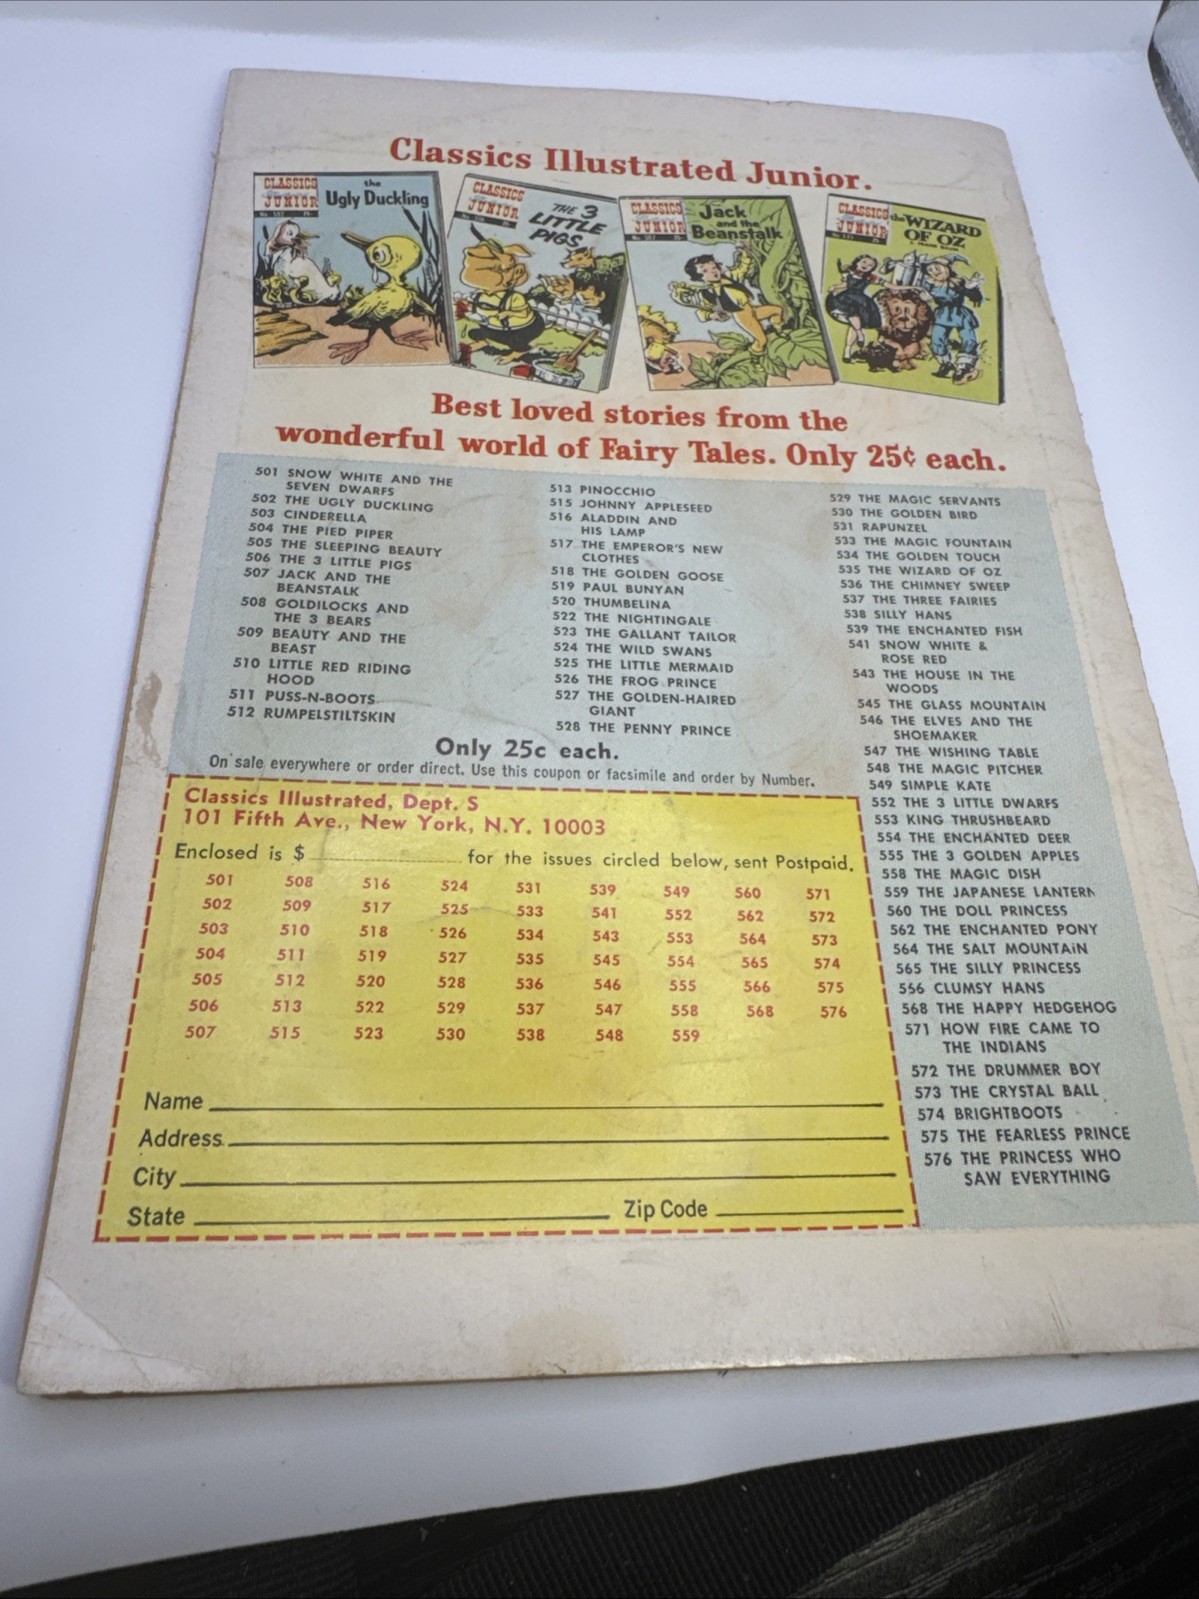 Classics Illustrated Junior.
CLASSICS
JUNIOR
the
Ugly Duckling
CLASSICS
JUNIOR
THE 3
LITTLE
PIGS
CLASSICS
JUNIOR
Jack
and the
Beanstalk
CLASSICS
JUNIOR
the WIZARD
OF OZ
Best loved stories from the
wonderful world of Fairy Tales. Only 25¢ each.
501 SNOW WHITE AND THE
SEVEN DWARFS
502 THE UGLY DUCKLING
503 CINDERELLA
504 THE PIED PIPER
505 THE SLEEPING BEAUTY
506 THE 3 LITTLE PIGS
507 JACK AND THE
BEANSTALK
508 GOLDILOCKS AND
THE 3 BEARS
509 BEAUTY AND THE
BEAST
510 LITTLE RED RIDING
HOOD
511 PUSS-N-BOOTS
512 RUMPELSTILTSKIN
513 PINOCCHIO
515 JOHNNY APPLESEED
516 ALADDIN AND
HIS LAMP
517 THE EMPEROR'S NEW
CLOTHES
518 THE GOLDEN GOOSE
519 PAUL BUNYAN
520 THUMBELINA
522 THE NIGHTINGALE
523 THE GALLANT TAILOR
524 THE WILD SWANS
525 THE LITTLE MERMAID
526 THE FROG PRINCE
527 THE GOLDEN-HAIRED
GIANT
528 THE PENNY PRINCE
529 THE MAGIC SERVANTS
530 THE GOLDEN BIRD
531 RAPUNZEL
533 THE MAGIC FOUNTAIN
534 THE GOLDEN TOUCH
535 THE WIZARD OF OZ
536 THE CHIMNEY SWEEP
537 THE THREE FAIRIES
538 SILLY HANS
539 THE ENCHANTED FISH
541 SNOW WHITE &
ROSE RED
543 THE HOUSE IN THE
WOODS
545 THE GLASS MOUNTAIN
546 THE ELVES AND THE
SHOEMAKER
547 THE WISHING TABLE
548 THE MAGIC PITCHER
549 SIMPLE KATE
552 THE 3 LITTLE DWARFS
553 KING THRUSHBEARD
554 THE ENCHANTED DEER
555 THE 3 GOLDEN APPLES
558 THE MAGIC DISH
559 THE JAPANESE LANTERN
560 THE DOLL PRINCESS
562 THE ENCHANTED PONY
564 THE SALT MOUNTAIN
565 THE SILLY PRINCESS
556 CLUMSY HANS
568 THE HAPPY HEDGEHOG
571 HOW FIRE CAME TO
THE INDIANS
572 THE DRUMMER BOY
573 THE CRYSTAL BALL
574 BRIGHTBOOTS
575 THE FEARLESS PRINCE
576 THE PRINCESS WHO
SAW EVERYTHING
Only 25c each.
On sale everywhere or order direct. Use this coupon or facsimile and order by Number.
Classics Illustrated, Dept. S
101 Fifth Ave., New York, N.Y. 10003
Enclosed is $ for the issues circled below, sent Postpaid.
501 508 516 524 531 539 549 560 571
502 509 517 525 533 541 552 562 572
503 510 518 526 534 543 553 564 573
504 511 519 527 535 545 554 565 574
505 512 520 528 536 546 555 566 575
506 513 522 529 537 547 558 568 576
507 515 523 530 538 548 559
Name
Address
City
State Zip Code